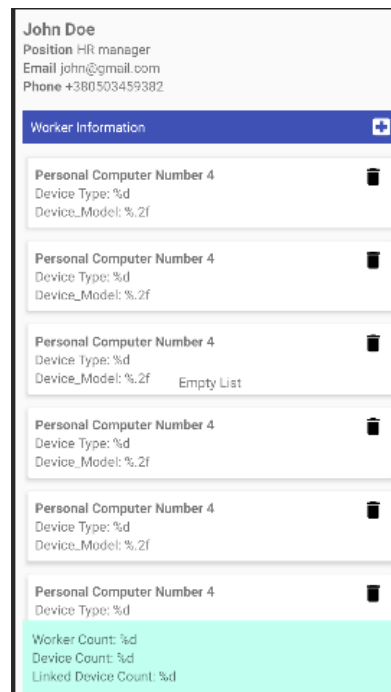 John Doe
Position HR manager
Email john@gmail.com
Phone +380503459382
Worker Information
Personal Computer Number 4
Device Type: %d
Device_Model: %.2f
Personal Computer Number 4
Device Type: %d
Device_Model: %.2f
Personal Computer Number 4
Device Type: %d
Device_Model: %.2f Empty List
Personal Computer Number 4
Device Type: %d
Device_Model: %.2f
Personal Computer Number 4
Device Type: %d
Device_Model: %.2f
Personal Computer Number 4
Device Type: %d
Worker Count: %d
Device Count: %d
Linked Device Count: %d